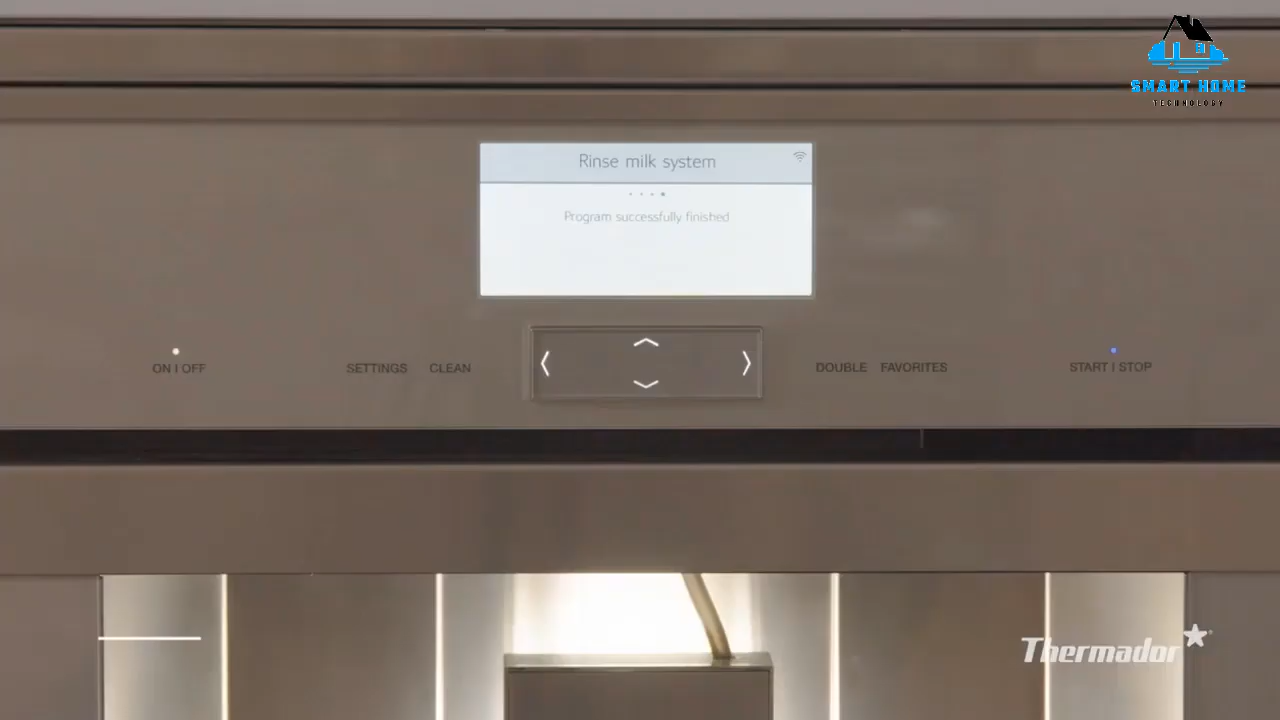 SMART HOME
TECHNOLOGY
Rinse milk system
Program successfully finished
ON | OFF
SETTINGS
CLEAN
DOUBLE
FAVORITES
START | STOP
Thermador